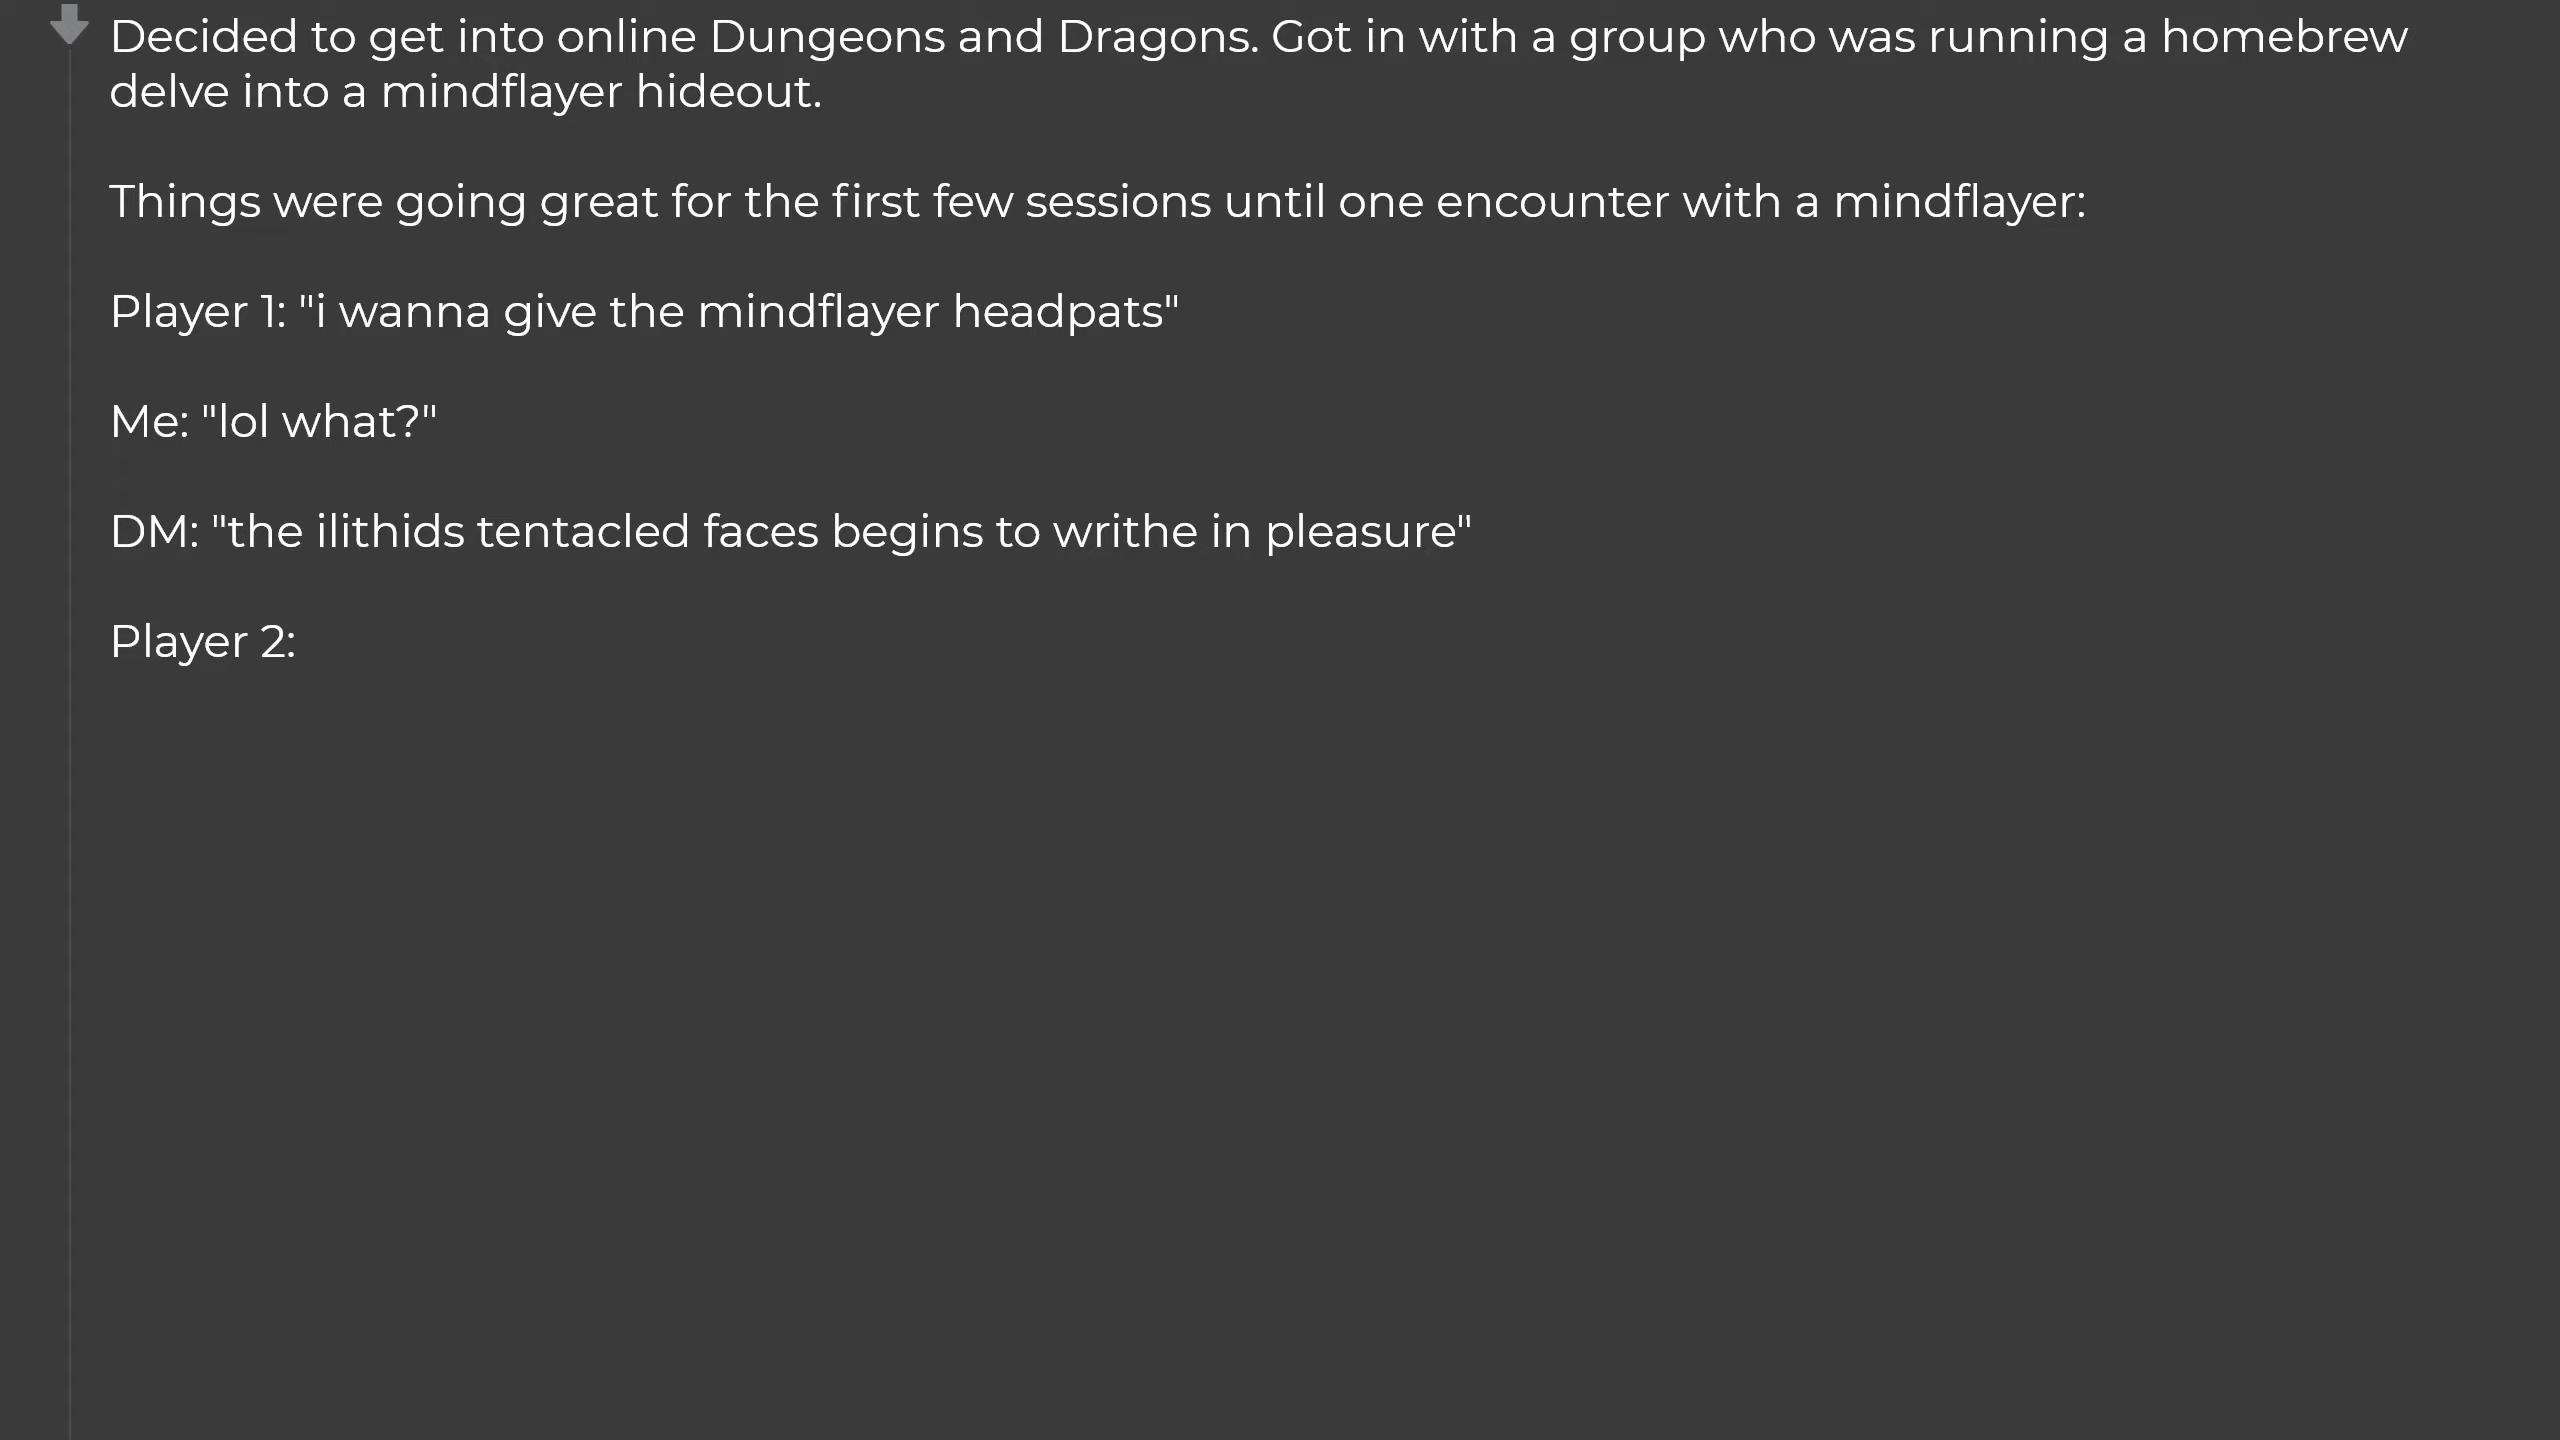 Decided to get into online Dungeons and Dragons. Got in with a group who was running a homebrew
delve into a mindflayer hideout.
Things were going great for the first few sessions until one encounter with a mindflayer:
Player 1: "i wanna give the mindflayer headpats"
Me: "lol what?"
DM: "the ilithids tentacled faces begins to writhe in pleasure"
Player 2: